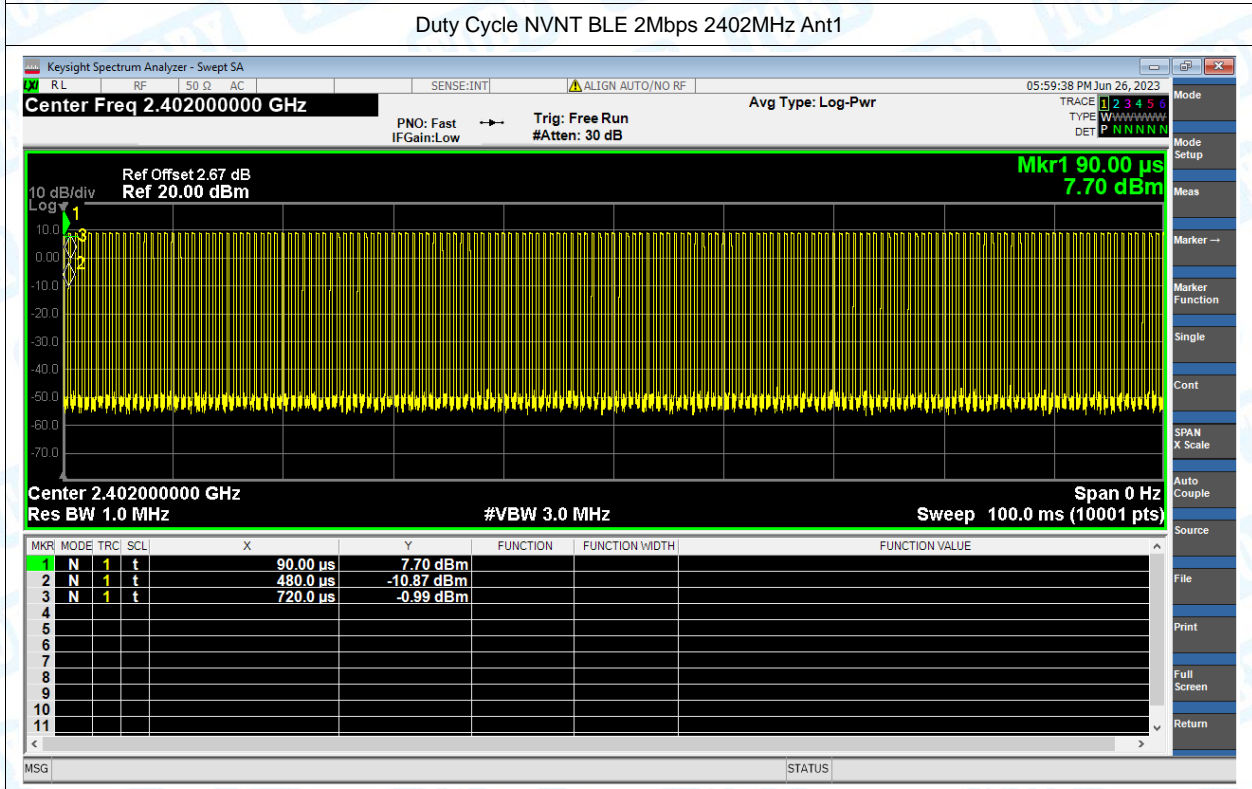 Duty Cycle NVNT BLE 2Mbps 2402MHz Ant1
Keysight Spectrum Analyzer - Swept SA
LXI RL RF 50 Ω AC SENSE:INT ALIGN AUTO/NO RF 05:59:38 PM Jun 26, 2023
Center Freq 2.402000000 GHz
PNO: Fast
IFGain:Low
Trig: Free Run
#Atten: 30 dB
Avg Type: Log-Pwr
TRACE 1 2 3 4 5 6
TYPE WWWWWW
DET P N N N N N
Mkr1 90.00 µs
7.70 dBm
Ref Offset 2.67 dB
10 dB/div Ref 20.00 dBm
Log
1
10.0
3
0.00
2
-10.0
-20.0
-30.0
-40.0
-50.0
-60.0
-70.0
Center 2.402000000 GHz Span 0 Hz
Res BW 1.0 MHz #VBW 3.0 MHz Sweep 100.0 ms (10001 pts)
MKR MODE TRC SCL X Y FUNCTION FUNCTION WIDTH FUNCTION VALUE
1 N 1 t 90.00 µs 7.70 dBm
2 N 1 t 480.0 µs -10.87 dBm
3 N 1 t 720.0 µs -0.99 dBm
4
5
6
7
8
9
10
11
MSG STATUS
Mode
Mode Setup
Meas
Marker →
Marker Function
Single
Cont
SPAN X Scale
Auto Couple
Source
File
Print
Full Screen
Return